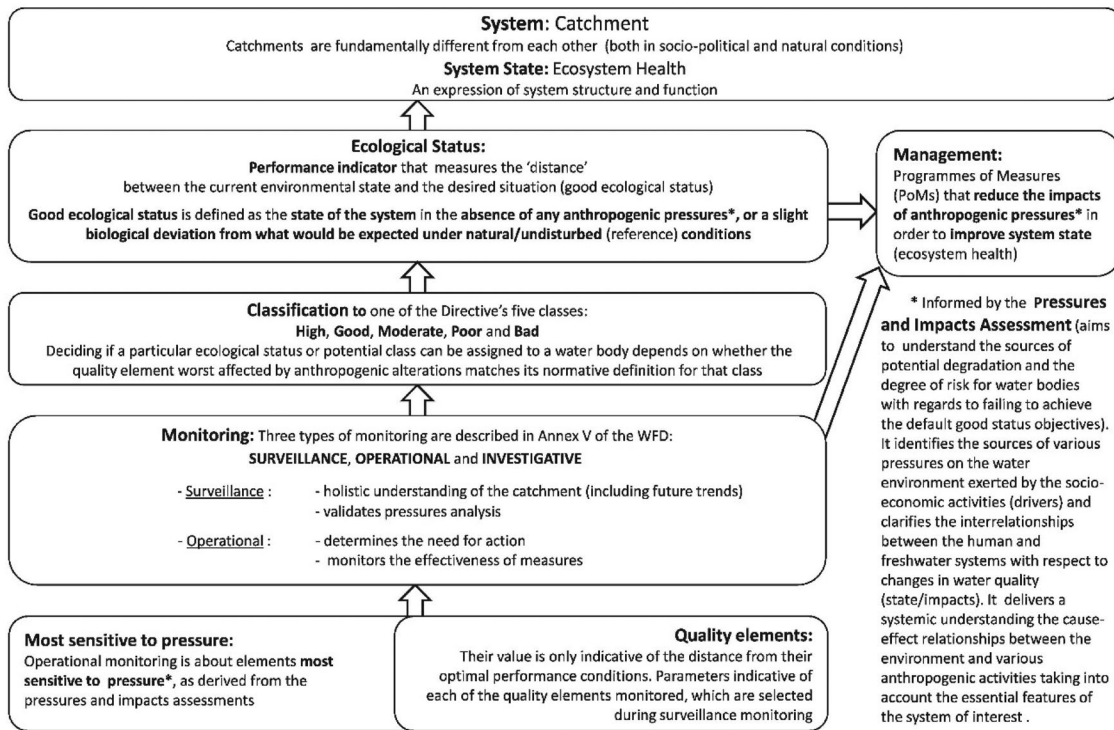 System: Catchment
Catchments are fundamentally different from each other (both in socio-political and natural conditions)
System State: Ecosystem Health
An expression of system structure and function
Ecological Status:
Performance indicator that measures the 'distance'
between the current environmental state and the desired situation (good ecological status)
Good ecological status is defined as the state of the system in the absence of any anthropogenic pressures*, or a slight
biological deviation from what would be expected under natural/undisturbed (reference) conditions
Management:
Programmes of Measures
(PoMs) that reduce the impacts
of anthropogenic pressures* in
order to improve system state
(ecosystem health)
Classification to one of the Directive's five classes:
High, Good, Moderate, Poor and Bad
Deciding if a particular ecological status or potential class can be assigned to a water body depends on whether the
quality element worst affected by anthropogenic alterations matches its normative definition for that class
Monitoring: Three types of monitoring are described in Annex V of the WFD:
SURVEILLANCE, OPERATIONAL and INVESTIGATIVE
- Surveillance : - holistic understanding of the catchment (including future trends)
- validates pressures analysis
- Operational : - determines the need for action
- monitors the effectiveness of measures
Most sensitive to pressure:
Operational monitoring is about elements most
sensitive to pressure*, as derived from the
pressures and impacts assessments
Quality elements:
Their value is only indicative of the distance from their
optimal performance conditions. Parameters indicative of
each of the quality elements monitored, which are selected
during surveillance monitoring
* Informed by the Pressures
and Impacts Assessment (aims
to understand the sources of
potential degradation and the
degree of risk for water bodies
with regards to failing to achieve
the default good status objectives).
It identifies the sources of various
pressures on the water
environment exerted by the socio-
economic activities (drivers) and
clarifies the interrelationships
between the human and
freshwater systems with respect to
changes in water quality
(state/impacts). It delivers a
systemic understanding the cause-
effect relationships between the
environment and various
anthropogenic activities taking into
account the essential features of
the system of interest .